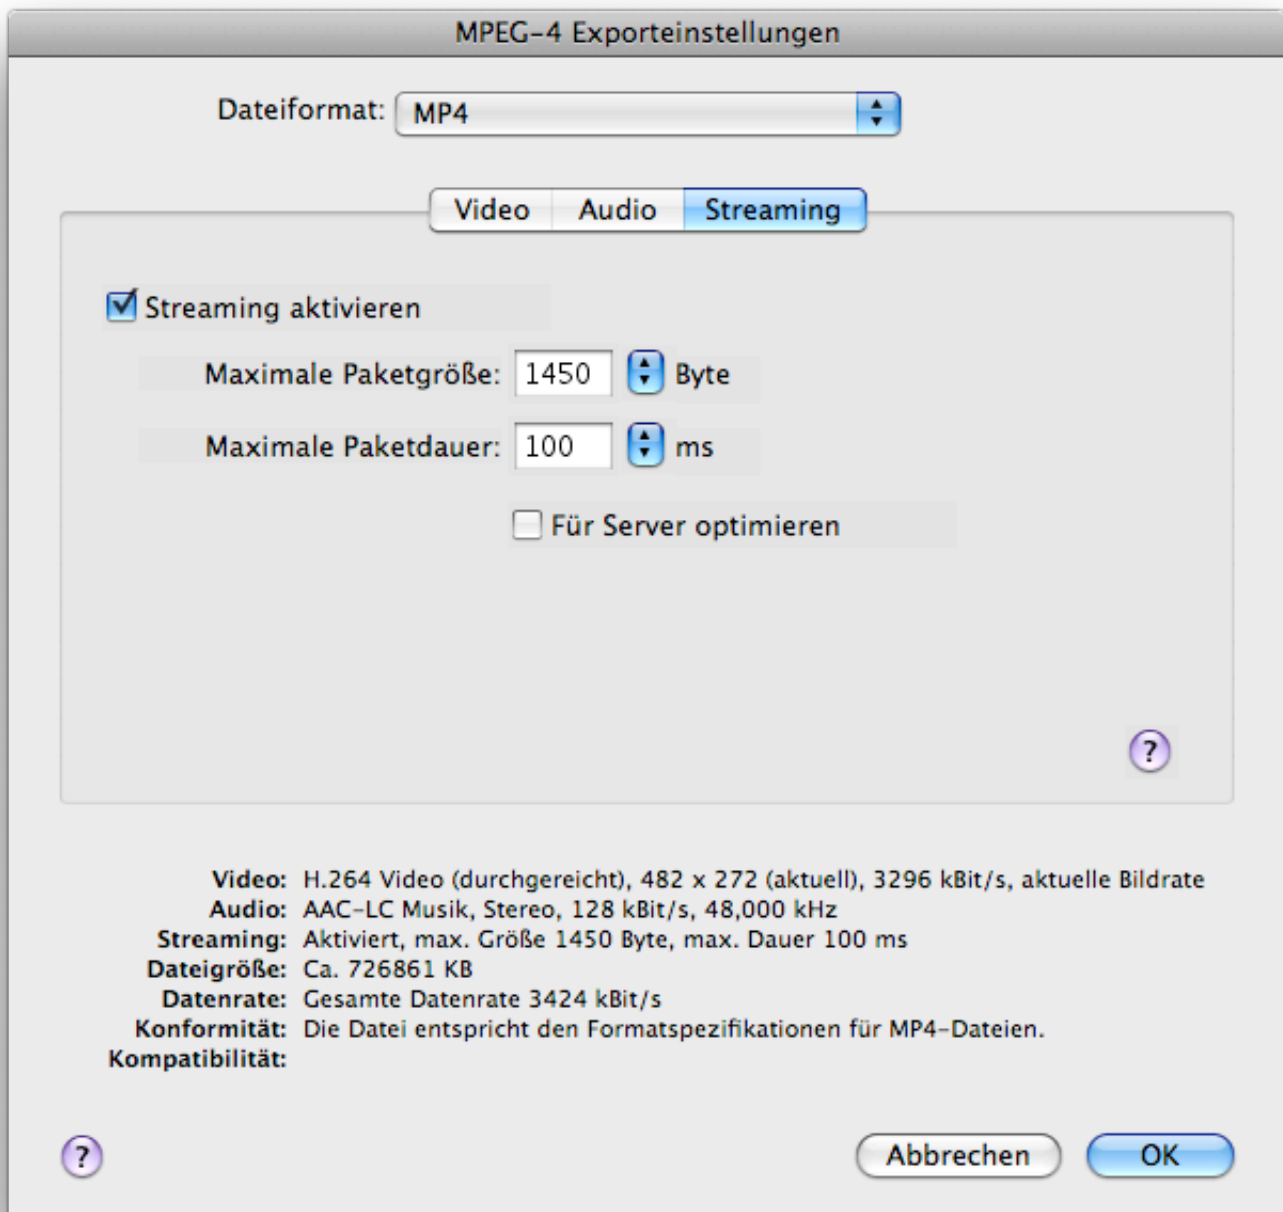 MPEG-4 Exporteinstellungen
Dateiformat: MP4
Video Audio Streaming
Streaming aktivieren
Maximale Paketgröße: 1450 Byte
Maximale Paketdauer: 100 ms
Für Server optimieren
?
Video: H.264 Video (durchgereicht), 482 x 272 (aktuell), 3296 kBit/s, aktuelle Bildrate
Audio: AAC-LC Musik, Stereo, 128 kBit/s, 48,000 kHz
Streaming: Aktiviert, max. Größe 1450 Byte, max. Dauer 100 ms
Dateigröße: Ca. 726861 KB
Datenrate: Gesamte Datenrate 3424 kBit/s
Konformität: Die Datei entspricht den Formatspezifikationen für MP4-Dateien.
Kompatibilität:
? Abbrechen OK